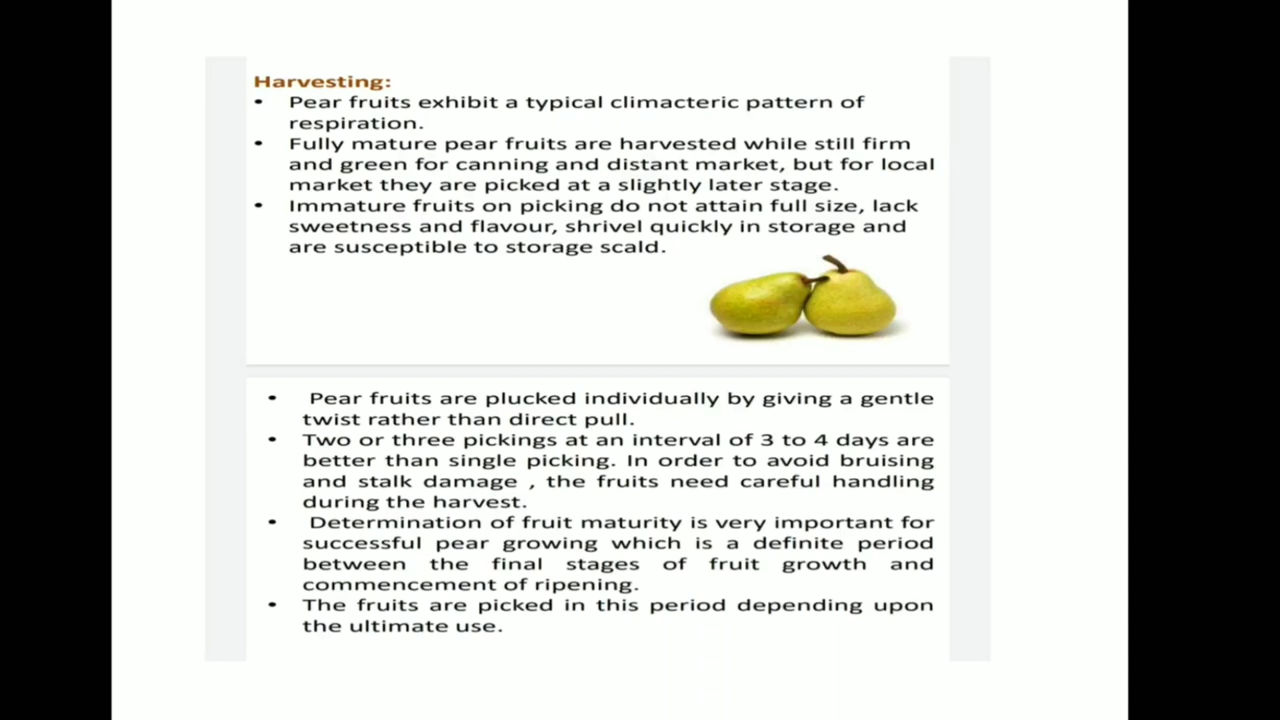 Harvesting:
• Pear fruits exhibit a typical climacteric pattern of
respiration.
• Fully mature pear fruits are harvested while still firm
and green for canning and distant market, but for local
market they are picked at a slightly later stage.
• Immature fruits on picking do not attain full size, lack
sweetness and flavour, shrivel quickly in storage and
are susceptible to storage scald.
• Pear fruits are plucked individually by giving a gentle
twist rather than direct pull.
• Two or three pickings at an interval of 3 to 4 days are
better than single picking. In order to avoid bruising
and stalk damage , the fruits need careful handling
during the harvest.
• Determination of fruit maturity is very important for
successful pear growing which is a definite period
between the final stages of fruit growth and
commencement of ripening.
• The fruits are picked in this period depending upon
the ultimate use.